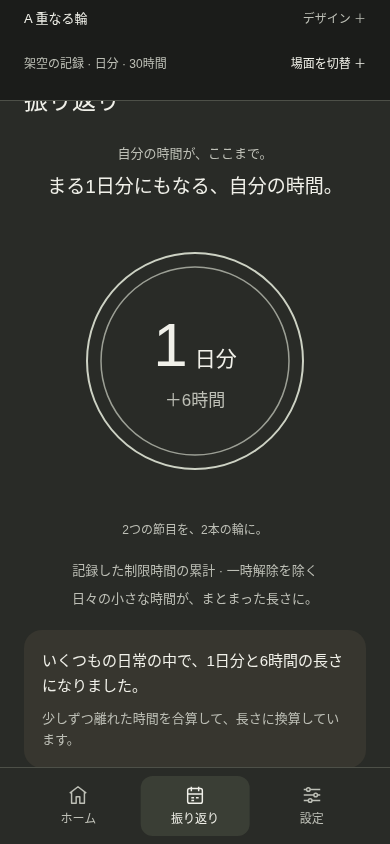 A 重なる輪
デザイン ＋
架空の記録 · 日分 · 30時間
場面を切替 ＋
振り返り
自分の時間が、ここまで。
まる1日分にもなる、自分の時間。
1 日分
＋6時間
2つの節目を、2本の輪に。
記録した制限時間の累計 · 一時解除を除く
日々の小さな時間が、まとまった長さに。
いくつもの日常の中で、1日分と6時間の長さ
になりました。
少しずつ離れた時間を合算して、長さに換算してい
ます。
ホーム
振り返り
設定